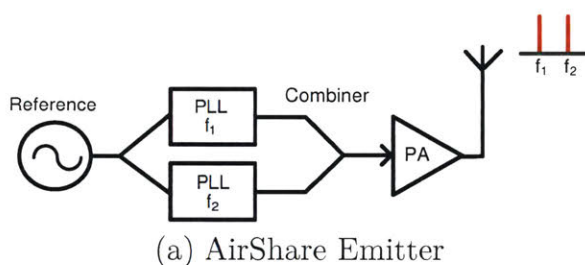 Reference
PLL
f₁
Combiner
PLL
f₂
PA
f₁ f₂
(a) AirShare Emitter